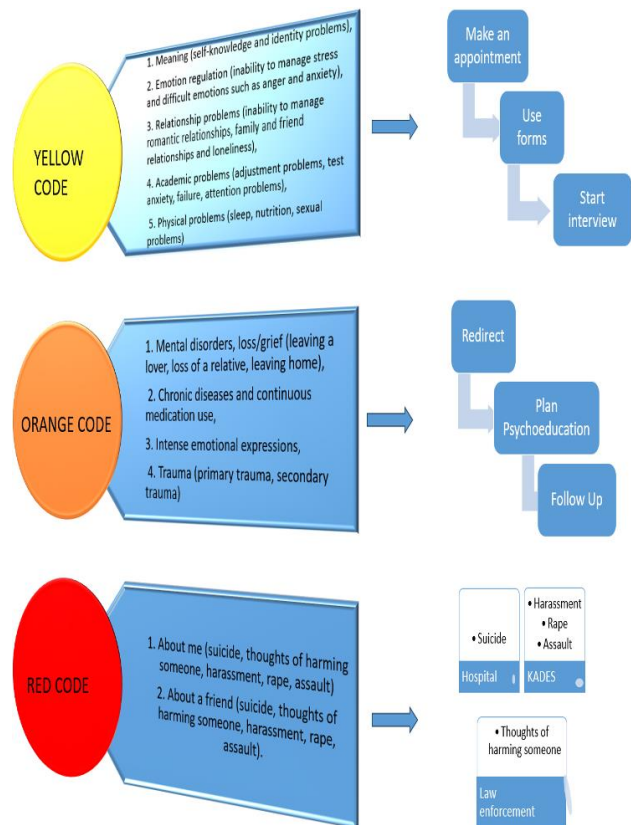 YELLOW
CODE
1. Meaning (self-knowledge and identity problems),
2. Emotion regulation (inability to manage stress
and difficult emotions such as anger and anxiety),
3. Relationship problems (inability to manage
romantic relationships, family and friend
relationships and loneliness),
4. Academic problems (adjustment problems, test
anxiety, failure, attention problems),
5. Physical problems (sleep, nutrition, sexual
problems)
Make an
appointment
Use
forms
Start
interview
ORANGE CODE
1. Mental disorders, loss/grief (leaving a
lover, loss of a relative, leaving home),
2. Chronic diseases and continuous
medication use,
3. Intense emotional expressions,
4. Trauma (primary trauma, secondary
trauma)
Redirect
Plan
Psychoeducation
Follow Up
RED CODE
1. About me (suicide, thoughts of harming
someone, harassment, rape, assault)
2. About a friend (suicide, thoughts of
harming someone, harassment, rape,
assault).
• Suicide
Hospital
• Harassment
• Rape
• Assault
KADES
• Thoughts of
harming someone
Law
enforcement